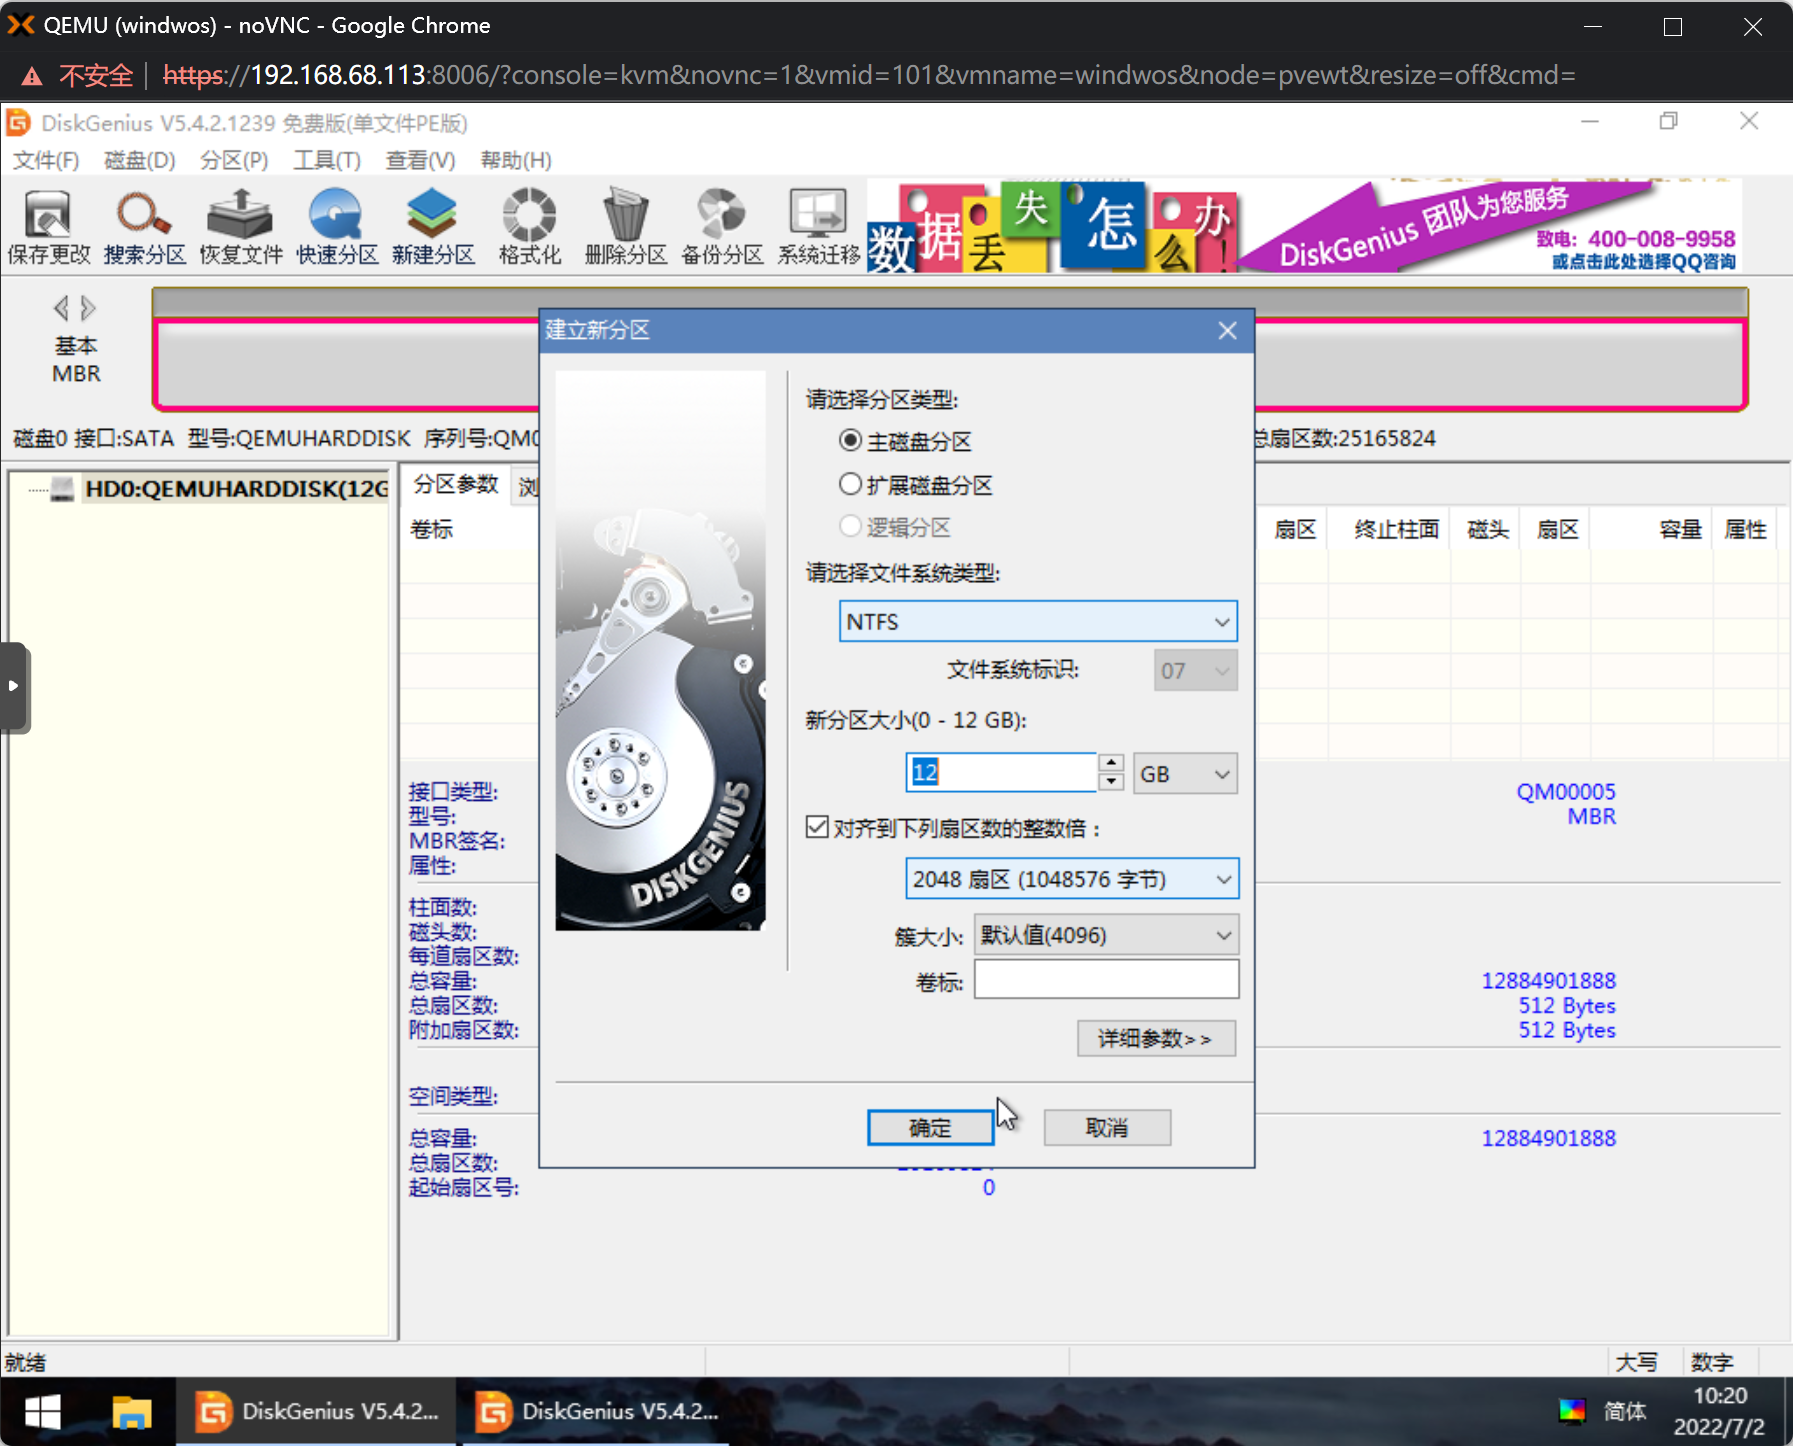 QEMU (windwos) - noVNC - Google Chrome
不安全 | https://192.168.68.113:8006/?console=kvm&novnc=1&vmid=101&vmname=windwos&node=pvewt&resize=off&cmd=
DiskGenius V5.4.2.1239 免费版(单文件PE版)
文件(F) 磁盘(D) 分区(P) 工具(T) 查看(V) 帮助(H)
保存更改 搜索分区 恢复文件 快速分区 新建分区 格式化 删除分区 备份分区 系统迁移
数据丢失怎么办!
DiskGenius 团队为您服务
致电: 400-008-9958
或点击此处选择QQ咨询
基本
MBR
磁盘0 接口:SATA 型号:QEMUHARDDISK 序列号:QM0
总扇区数:25165824
HD0:QEMUHARDDISK(12G
分区参数 浏
卷标 扇区 终止柱面 磁头 扇区 容量 属性
建立新分区
请选择分区类型:
主磁盘分区
扩展磁盘分区
逻辑分区
请选择文件系统类型:
NTFS
文件系统标识: 07
新分区大小(0 - 12 GB):
12 GB
对齐到下列扇区数的整数倍：
2048 扇区 (1048576 字节)
簇大小: 默认值(4096)
卷标:
详细参数>>
确定 取消
DISKGENIUS
接口类型: QM00005
型号: MBR
MBR签名:
属性:
柱面数:
磁头数:
每道扇区数:
总容量: 12884901888
总扇区数: 512 Bytes
附加扇区数: 512 Bytes
空间类型:
总容量: 12884901888
总扇区数:
起始扇区号: 0
就绪 大写 数字
DiskGenius V5.4.2... DiskGenius V5.4.2... 简体
10:20
2022/7/2